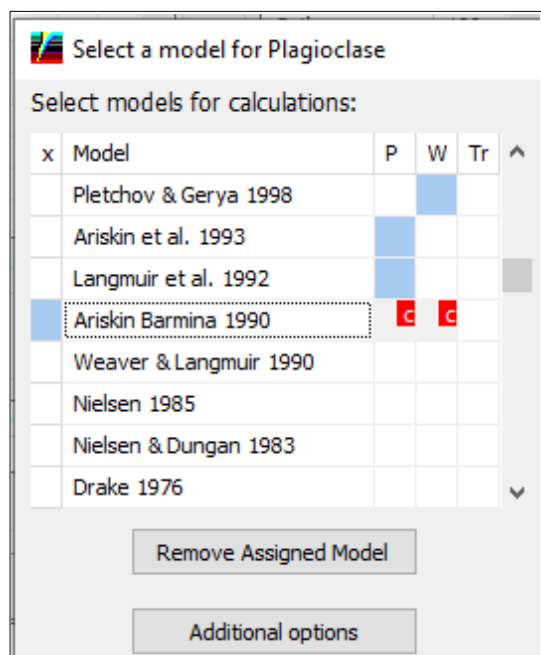 Select a model for Plagioclase
Select models for calculations:
x Model P W Tr
Pletchov & Gerya 1998
Ariskin et al. 1993
Langmuir et al. 1992
Ariskin Barmina 1990 c c
Weaver & Langmuir 1990
Nielsen 1985
Nielsen & Dungan 1983
Drake 1976
Remove Assigned Model
Additional options